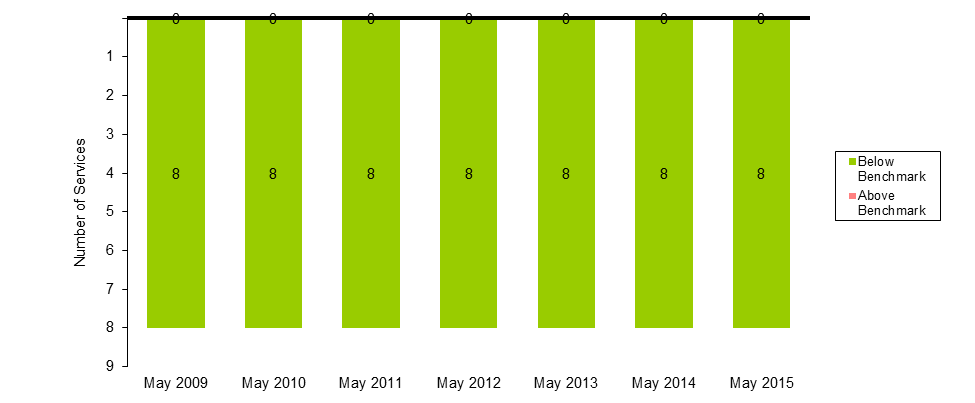 0 0 0 0 0 0 0
1
2
3
4
5
6
7
8
9
Number of Services
8 8 8 8 8 8 8
May 2009 May 2010 May 2011 May 2012 May 2013 May 2014 May 2015
Below
Benchmark
Above
Benchmark